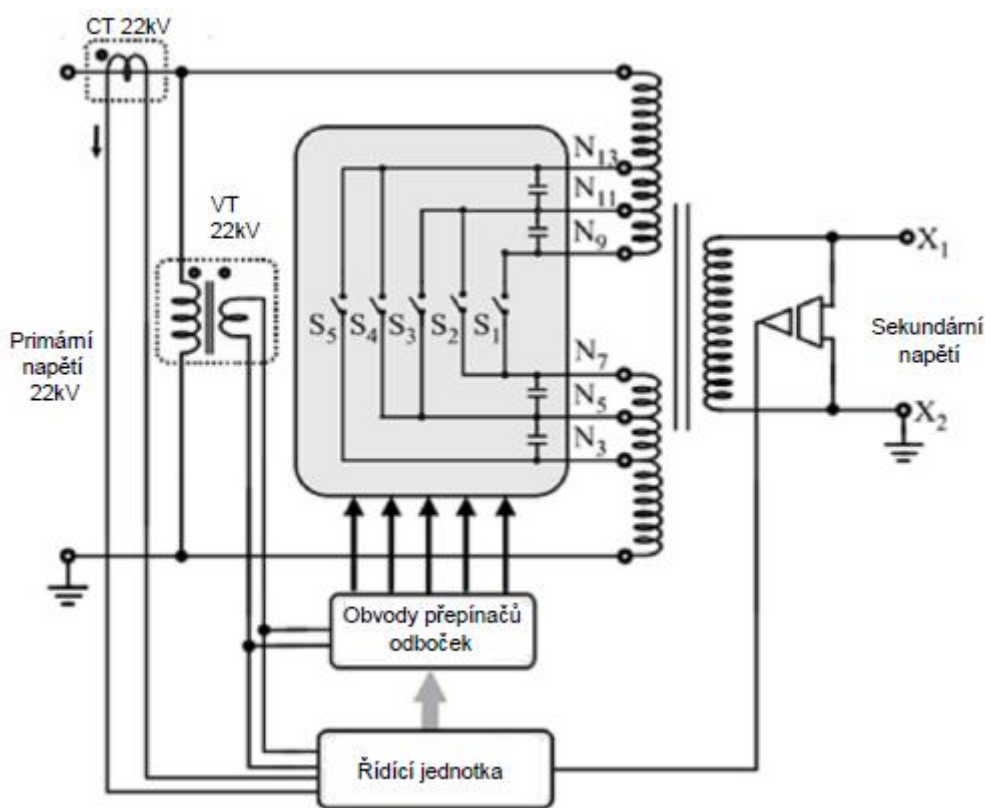 CT 22kV
VT
22kV
Primární
napětí
22kV
N13
N11
N9
S5
S4
S3
S2
S1
N7
N5
N3
X1
Sekundární
napětí
X2
Obvody přepínačů
odboček
Řídící jednotka